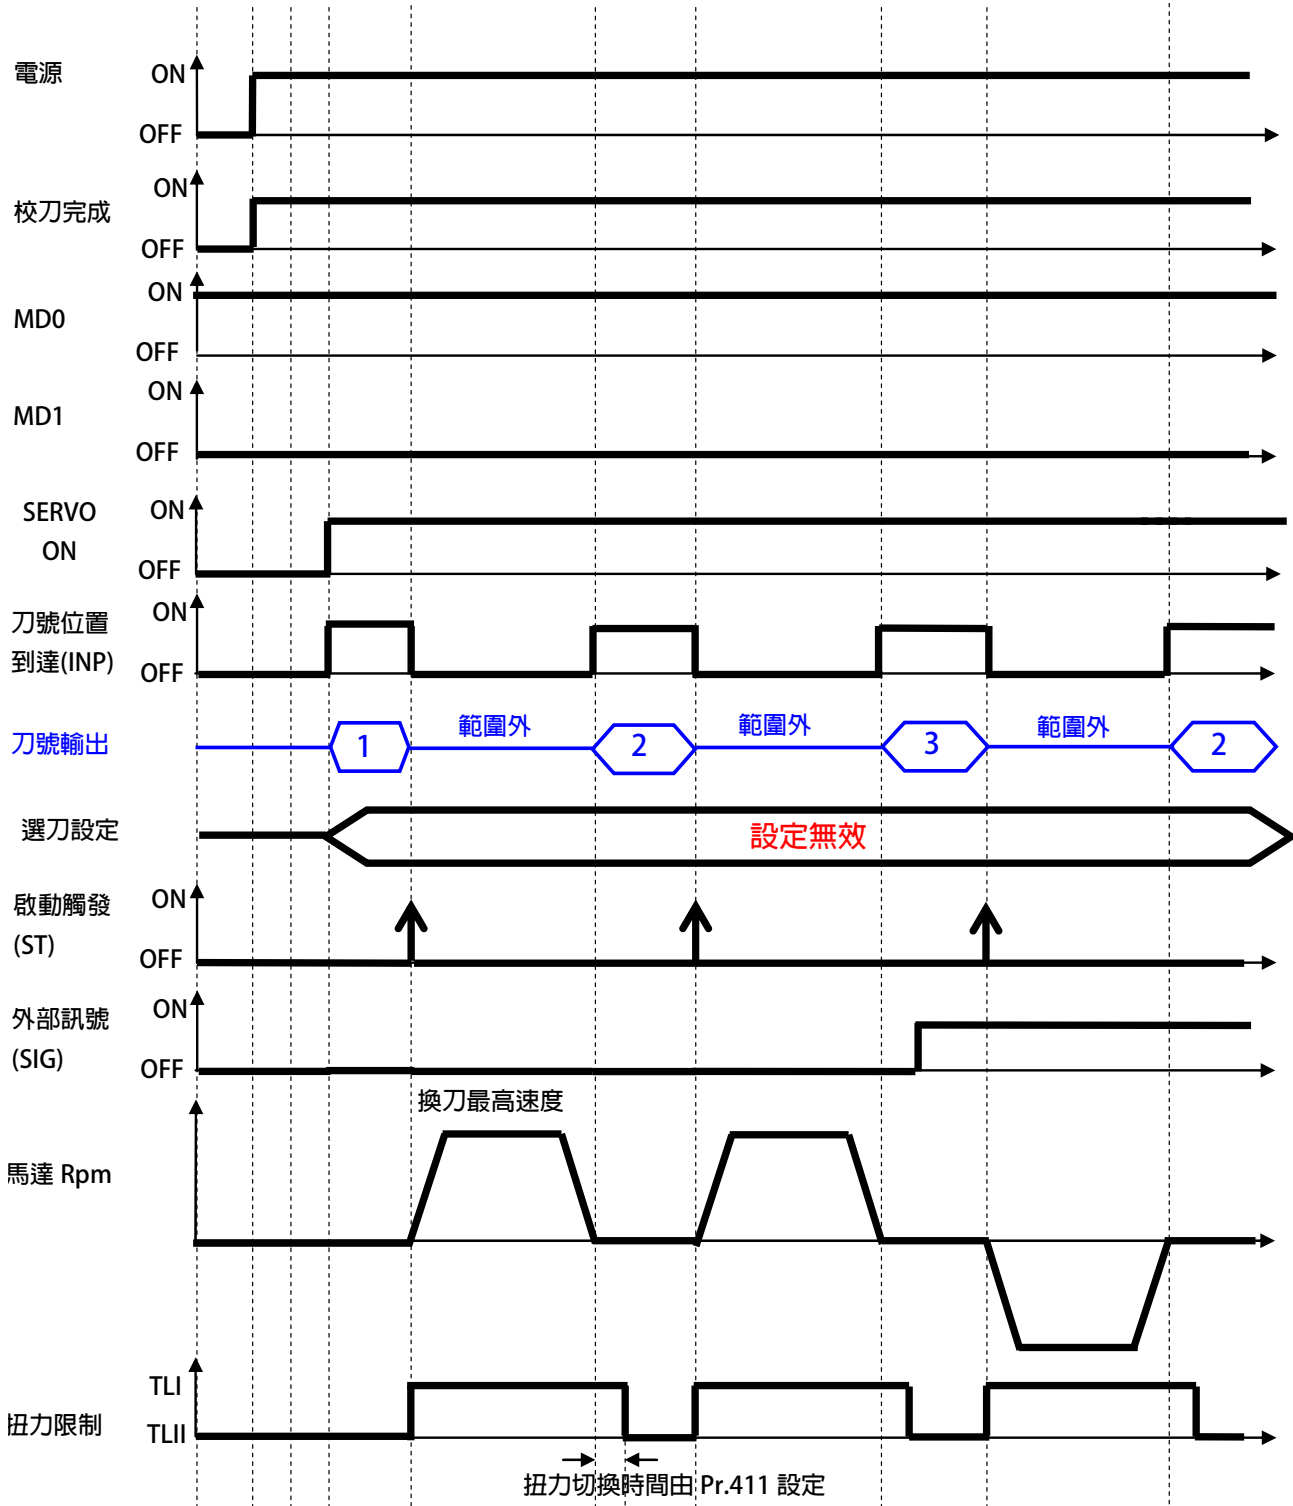 電源
ON
OFF
校刀完成
ON
OFF
MD0
ON
OFF
MD1
ON
OFF
SERVO
ON
ON
OFF
刀號位置
到達(INP)
ON
OFF
刀號輸出
1
範圍外
2
範圍外
3
範圍外
2
選刀設定
設定無效
啟動觸發
(ST)
ON
OFF
外部訊號
(SIG)
ON
OFF
換刀最高速度
馬達 Rpm
扭力限制
TLI
TLII
扭力切換時間由 Pr.411 設定